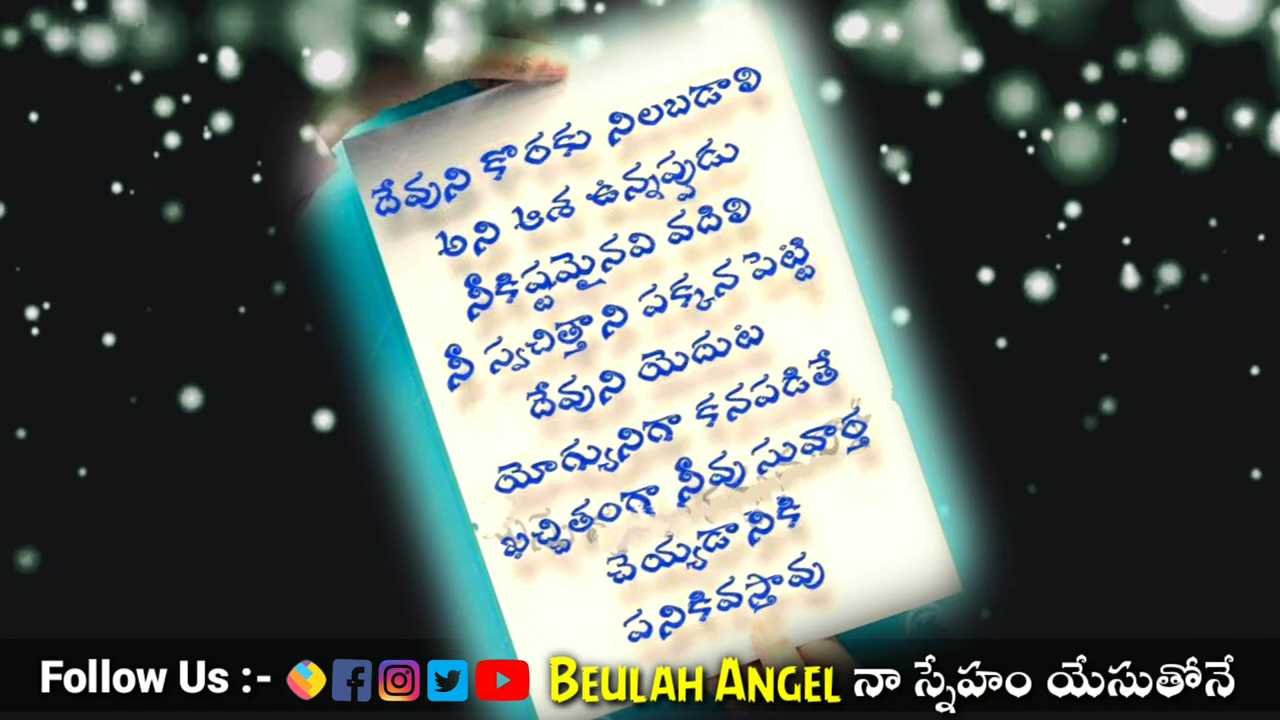 దేవుని కొరకు నిలబడాలి
అని ఆశ ఉన్నప్పుడు
నీకిష్టమైనవి వదిలి
నీ స్వచిత్తాని పక్కన పెట్టి
దేవుని యెదుట
యోగ్యునిగా కనపడితే
ఖచ్చితంగా నీవు సువార్త
చెయ్యడానికి
పనికివస్తావు
Follow Us :- BEULAH ANGEL నా స్నేహం యేసుతోనే